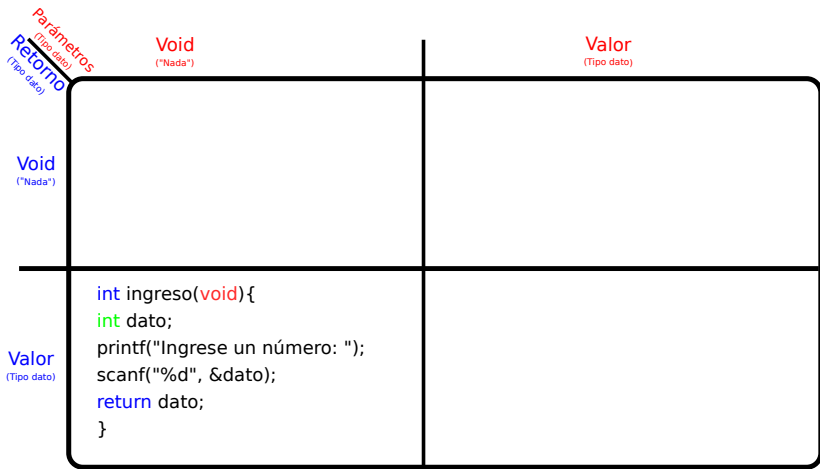 Parámetros
(Tipo dato)
Retorno
(Tipo dato)
Void
("Nada")
Valor
(Tipo dato)
Void
("Nada")
Valor
(Tipo dato)
int ingreso(void){
int dato;
printf("Ingrese un número: ");
scanf("%d", &dato);
return dato;
}